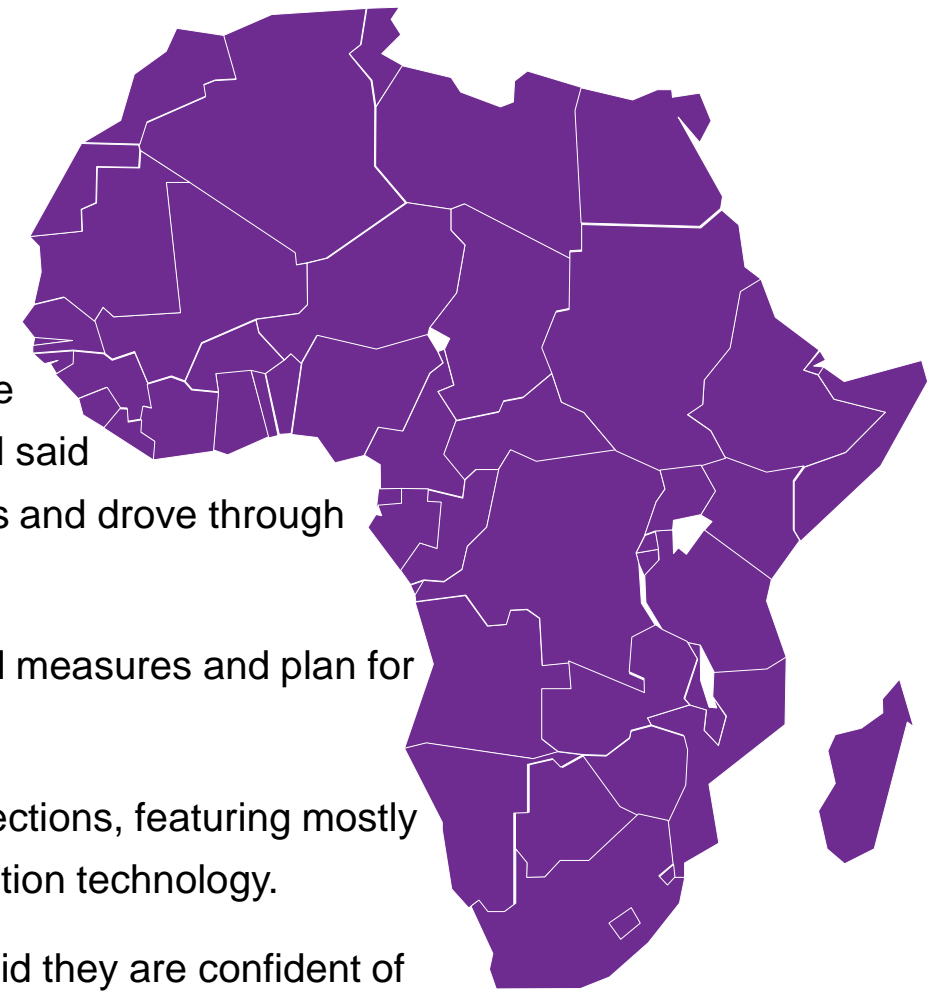 e
d said
s and drove through
d measures and plan for
ections, featuring mostly
tion technology.
id they are confident of